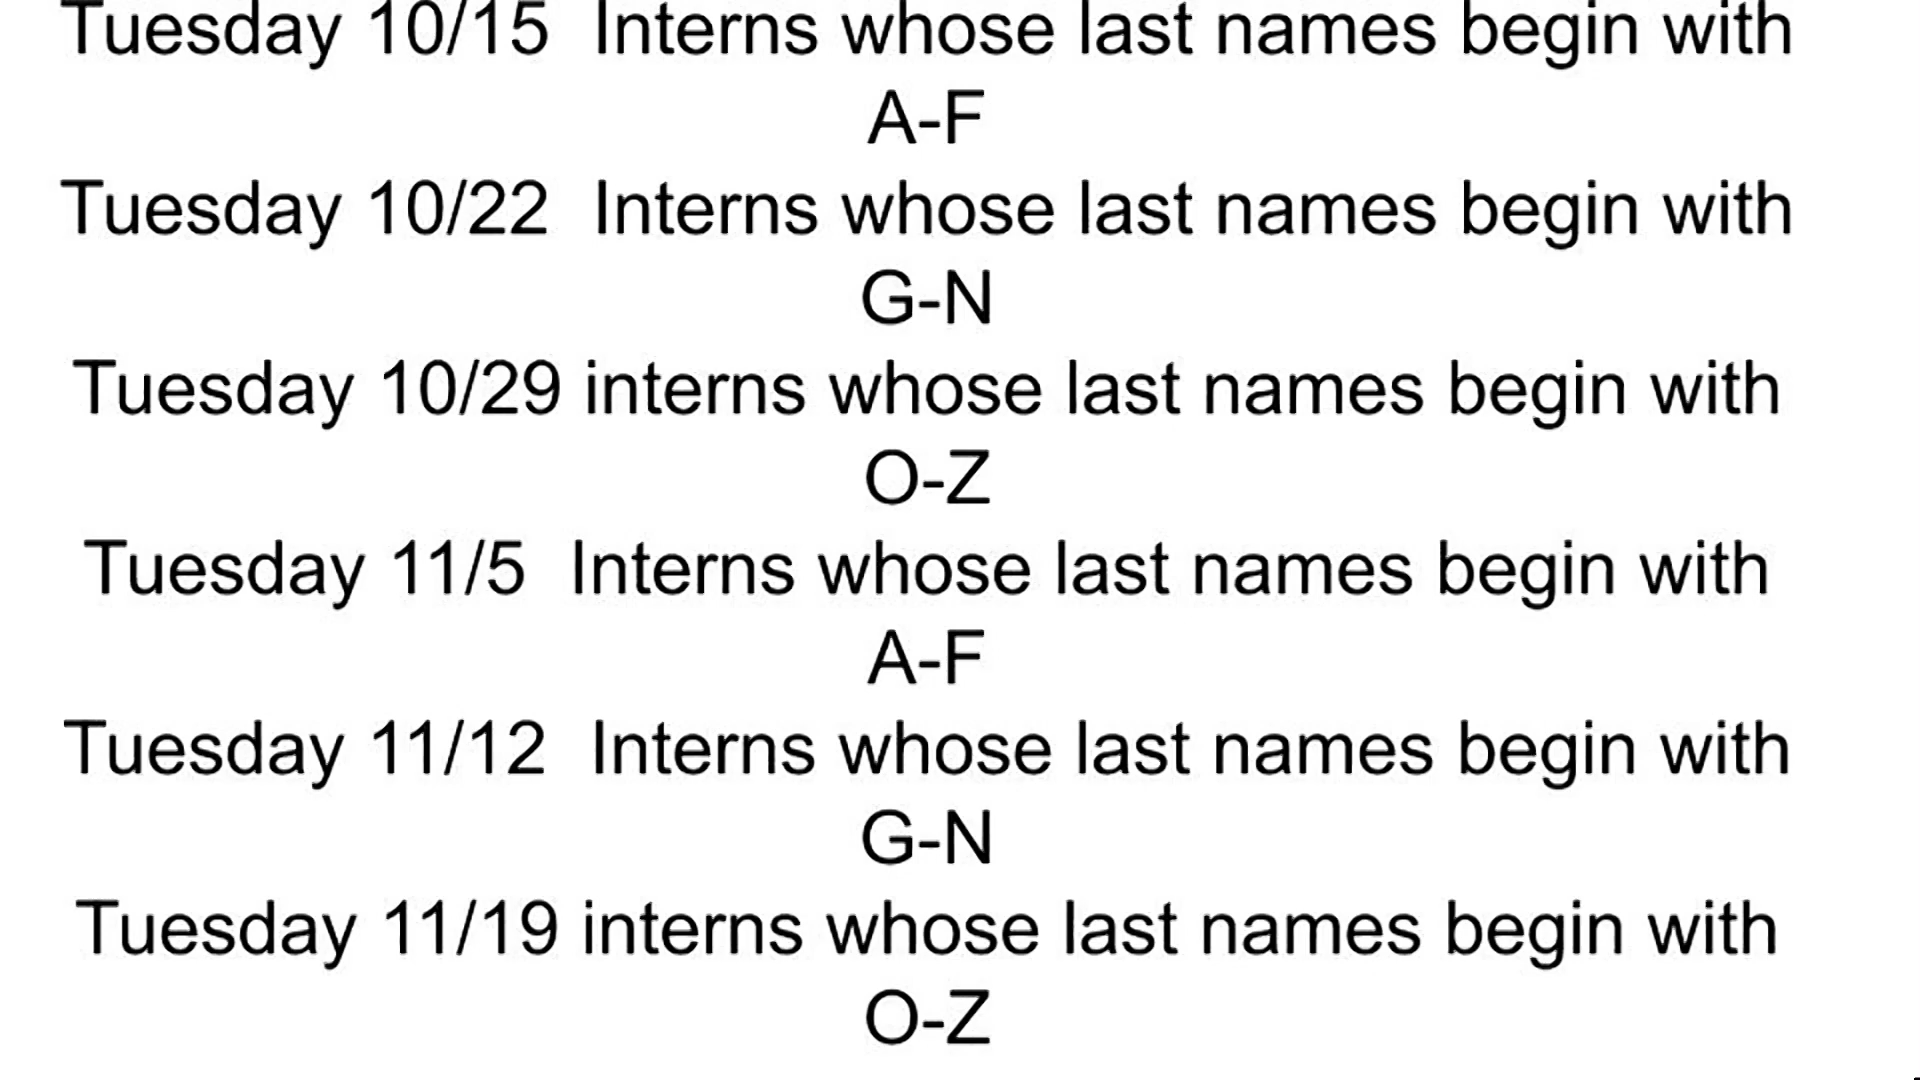 Tuesday 10/15  Interns whose last names begin with
A-F
Tuesday 10/22  Interns whose last names begin with
G-N
Tuesday 10/29 interns whose last names begin with
O-Z
Tuesday 11/5  Interns whose last names begin with
A-F
Tuesday 11/12  Interns whose last names begin with
G-N
Tuesday 11/19 interns whose last names begin with
O-Z